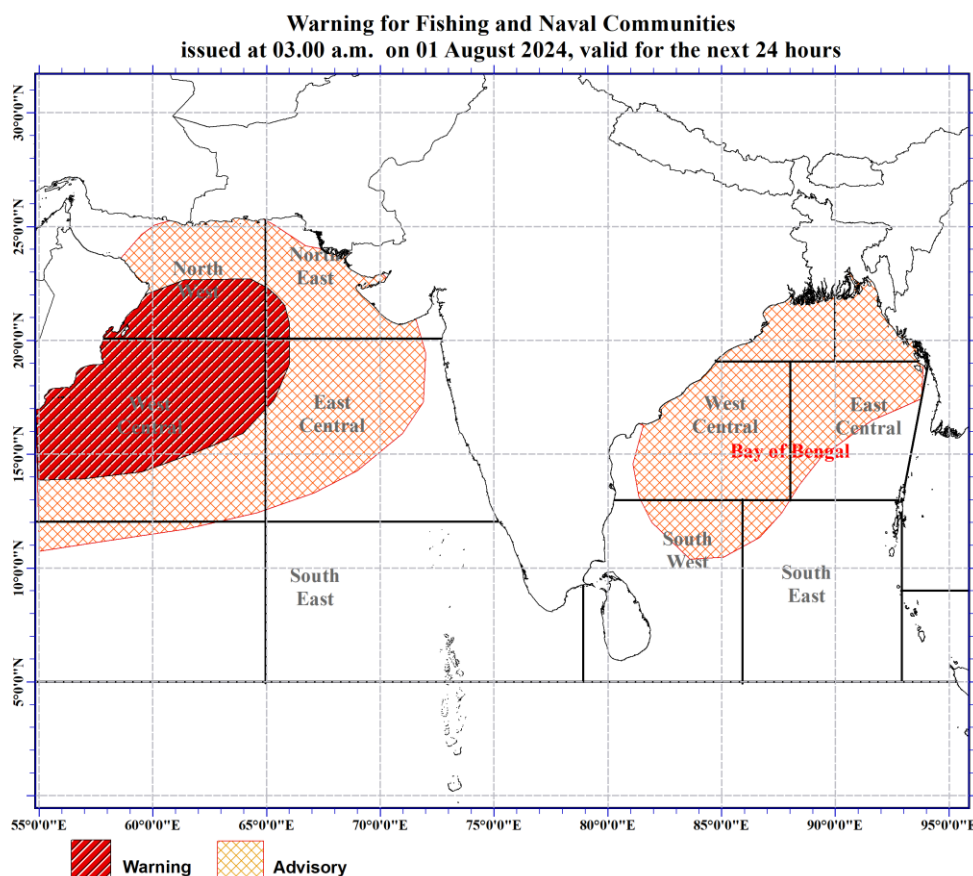 Warning for Fishing and Naval Communities
issued at 03.00 a.m. on 01 August 2024, valid for the next 24 hours
30°0'0"N
25°0'0"N
20°0'0"N
15°0'0"N
10°0'0"N
5°0'0"N
North
West
North
East
West
Central
East
Central
South
East
West
Central
East
Central
Bay of Bengal
South
West
South
East
55°0'0"E 60°0'0"E 65°0'0"E 70°0'0"E 75°0'0"E 80°0'0"E 85°0'0"E 90°0'0"E 95°0'0"E
Warning Advisory